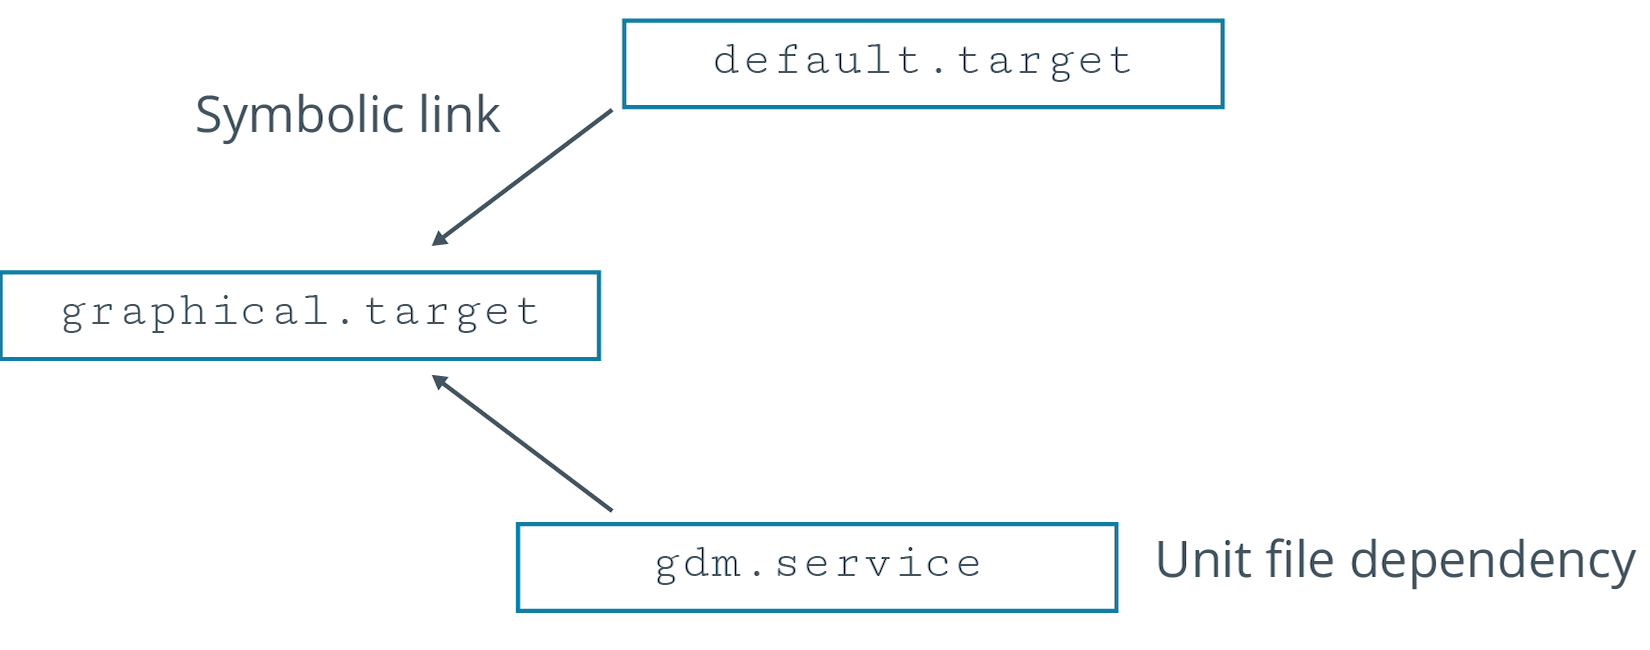 default.target
Symbolic link
graphical.target
gdm.service
Unit file dependency